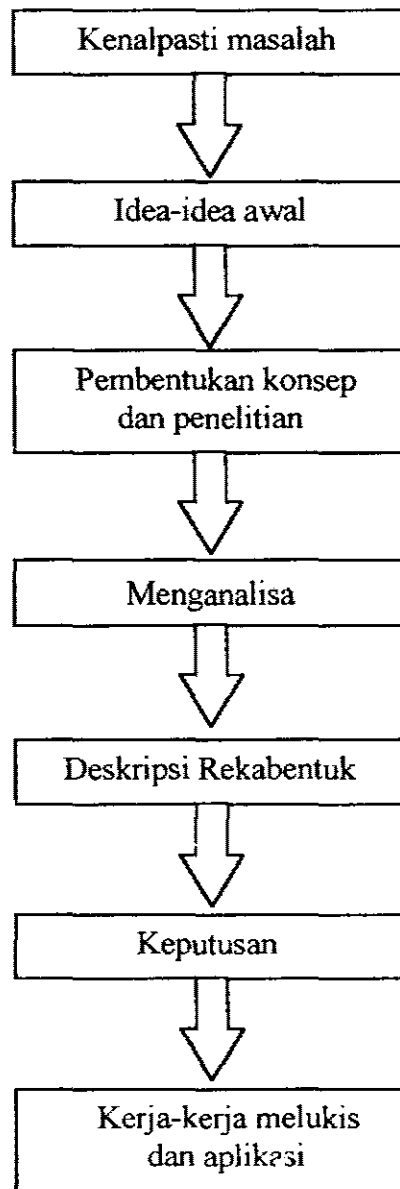 Kenalpasti masalah
Idea-idea awal
Pembentukan konsep
dan penelitian
Menganalisa
Deskripsi Rekabentuk
Keputusan
Kerja-kerja melukis
dan aplikasi